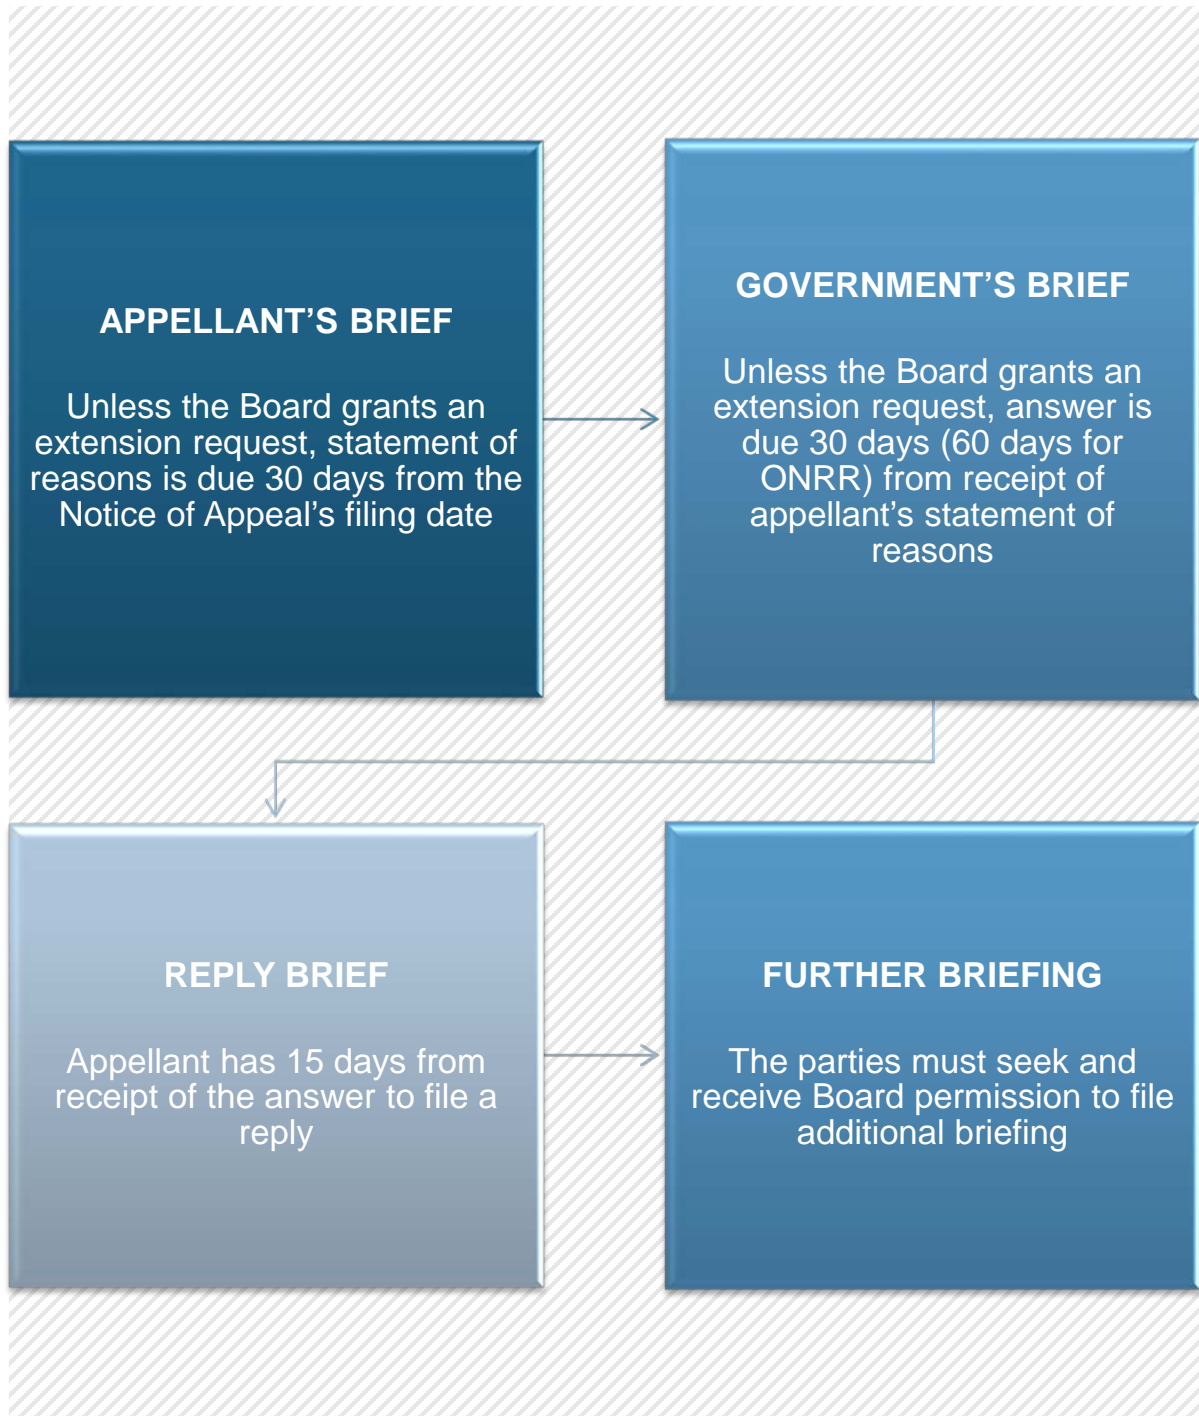 APPELLANT’S BRIEF
Unless the Board grants an
extension request, statement of
reasons is due 30 days from the
Notice of Appeal’s filing date
GOVERNMENT’S BRIEF
Unless the Board grants an
extension request, answer is
due 30 days (60 days for
ONRR) from receipt of
appellant’s statement of
reasons
REPLY BRIEF
Appellant has 15 days from
receipt of the answer to file a
reply
FURTHER BRIEFING
The parties must seek and
receive Board permission to file
additional briefing